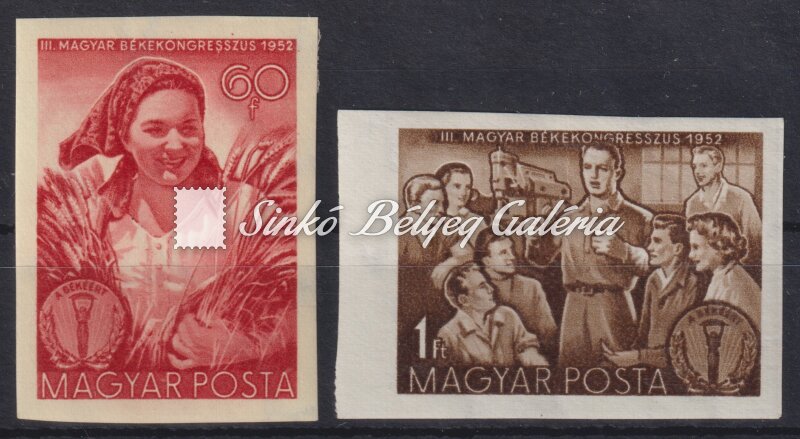 III. MAGYAR BÉKEKONGRESSZUS 1952
60
f
A BÉKÉÉRT
MAGYAR POSTA
III. MAGYAR BÉKEKONGRESSZUS 1952
1 Ft
A BÉKÉÉRT
MAGYAR POSTA
Sinkó Bélyeg Galéria